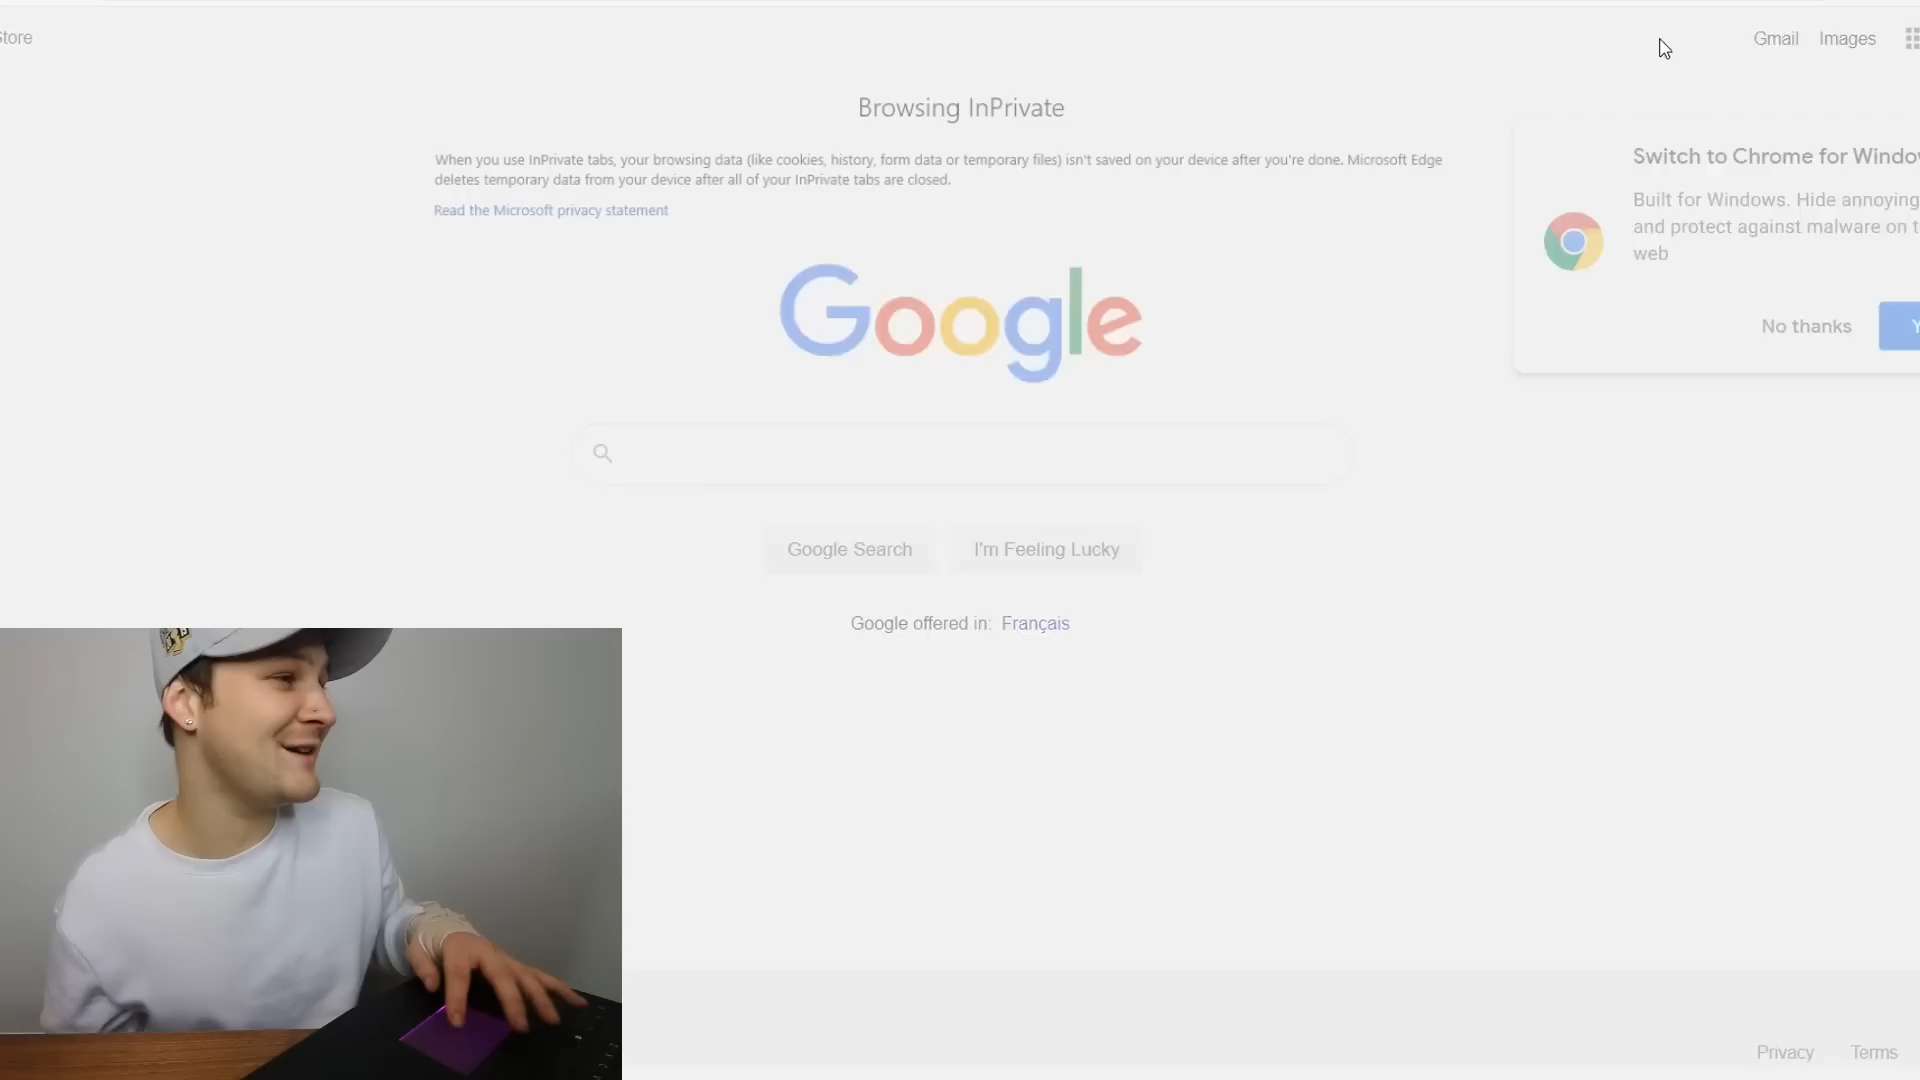 Store
Gmail Images
Browsing InPrivate
When you use InPrivate tabs, your browsing data (like cookies, history, form data or temporary files) isn't saved on your device after you're done. Microsoft Edge
deletes temporary data from your device after all of your InPrivate tabs are closed.
Read the Microsoft privacy statement
Switch to Chrome for Window
Built for Windows. Hide annoying
and protect against malware on t
web
No thanks
Y
Google
Google Search
I'm Feeling Lucky
Google offered in: Français
Privacy Terms